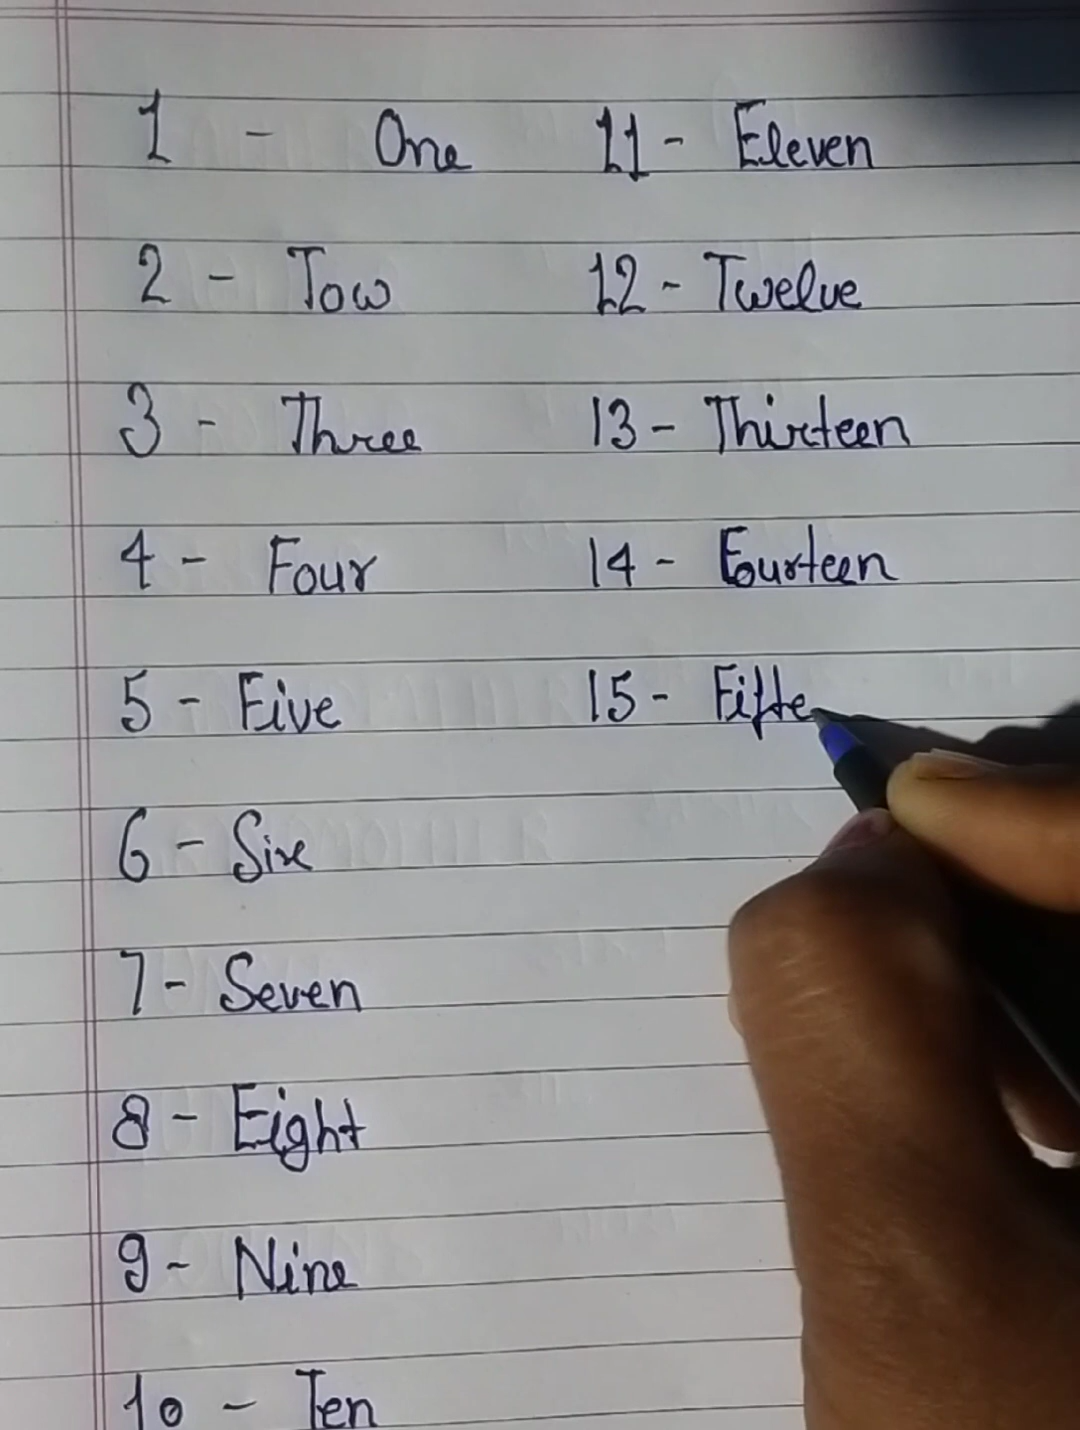 1 - One
2 - Tow
3 - Three
4 - Four
5 - Five
6 - Six
7 - Seven
8 - Eight
9 - Nine
10 - Ten
11 - Eleven
12 - Twelve
13 - Thirteen
14 - Fourteen
15 - Fifte